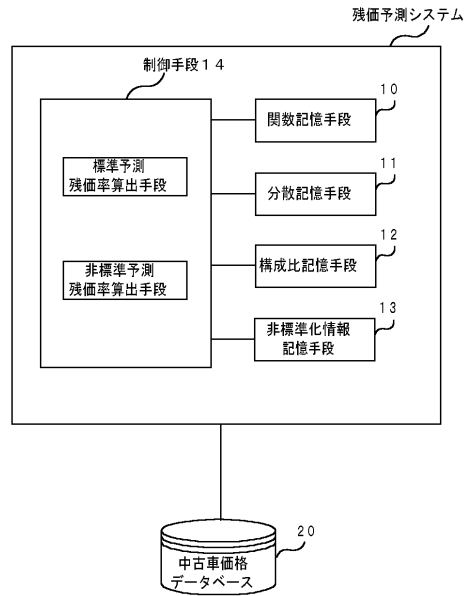 残価予測システム
制御手段14
10
関数記憶手段
標準予測
残価率算出手段
11
分散記憶手段
12
構成比記憶手段
非標準予測
残価率算出手段
13
非標準化情報
記憶手段
20
中古車価格
データベース